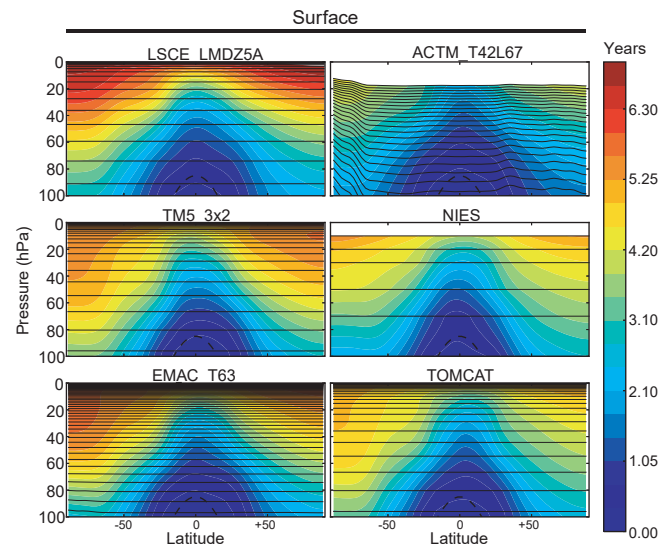 Surface
LSCE_LMDZ5A
ACTM_T42L67
Years
0
20
40
60
80
100
TM5_3x2
NIES
0
20
40
60
80
100
Pressure (hPa)
EMAC_T63
TOMCAT
0
20
40
60
80
100
-50 0 +50
-50 0 +50
Latitude
Latitude
6.30
5.25
4.20
3.10
2.10
1.05
0.00